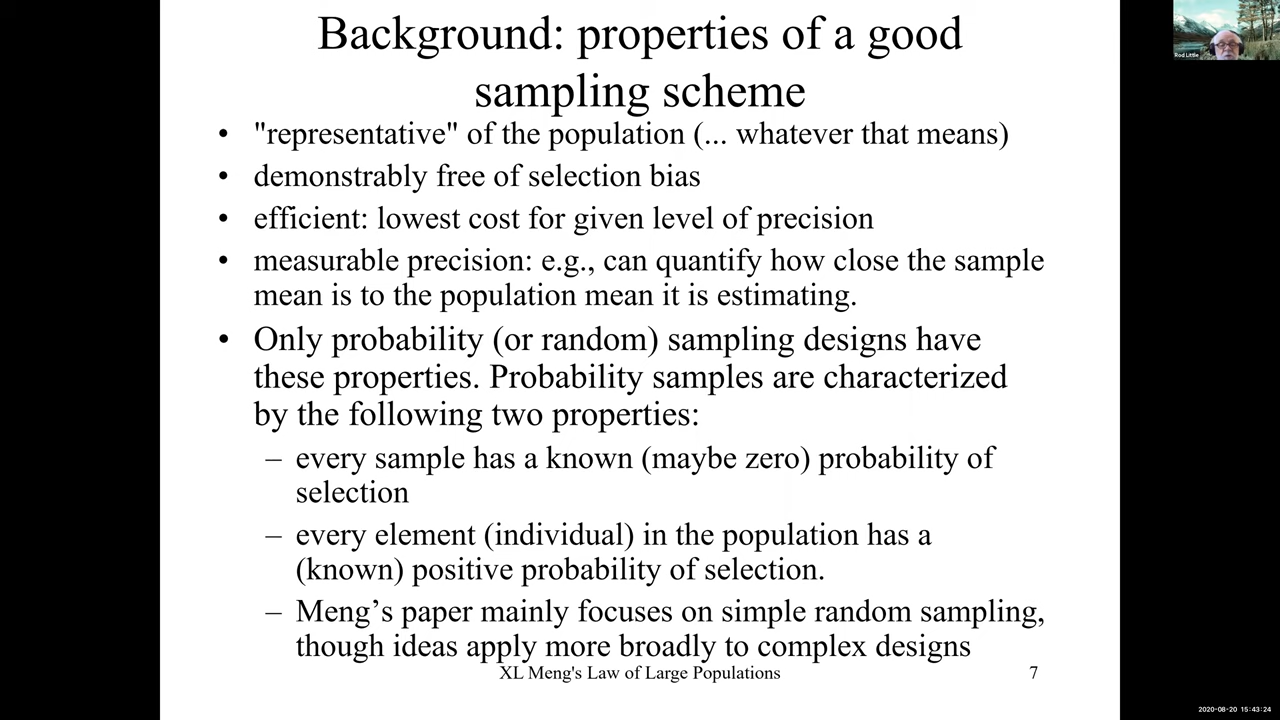 Background: properties of a good
sampling scheme
• "representative" of the population (... whatever that means)
• demonstrably free of selection bias
• efficient: lowest cost for given level of precision
• measurable precision: e.g., can quantify how close the sample
mean is to the population mean it is estimating.
• Only probability (or random) sampling designs have
these properties. Probability samples are characterized
by the following two properties:
– every sample has a known (maybe zero) probability of
selection
– every element (individual) in the population has a
(known) positive probability of selection.
– Meng’s paper mainly focuses on simple random sampling,
though ideas apply more broadly to complex designs
XL Meng's Law of Large Populations
7
Rod Little
2020-08-20 15:43:24